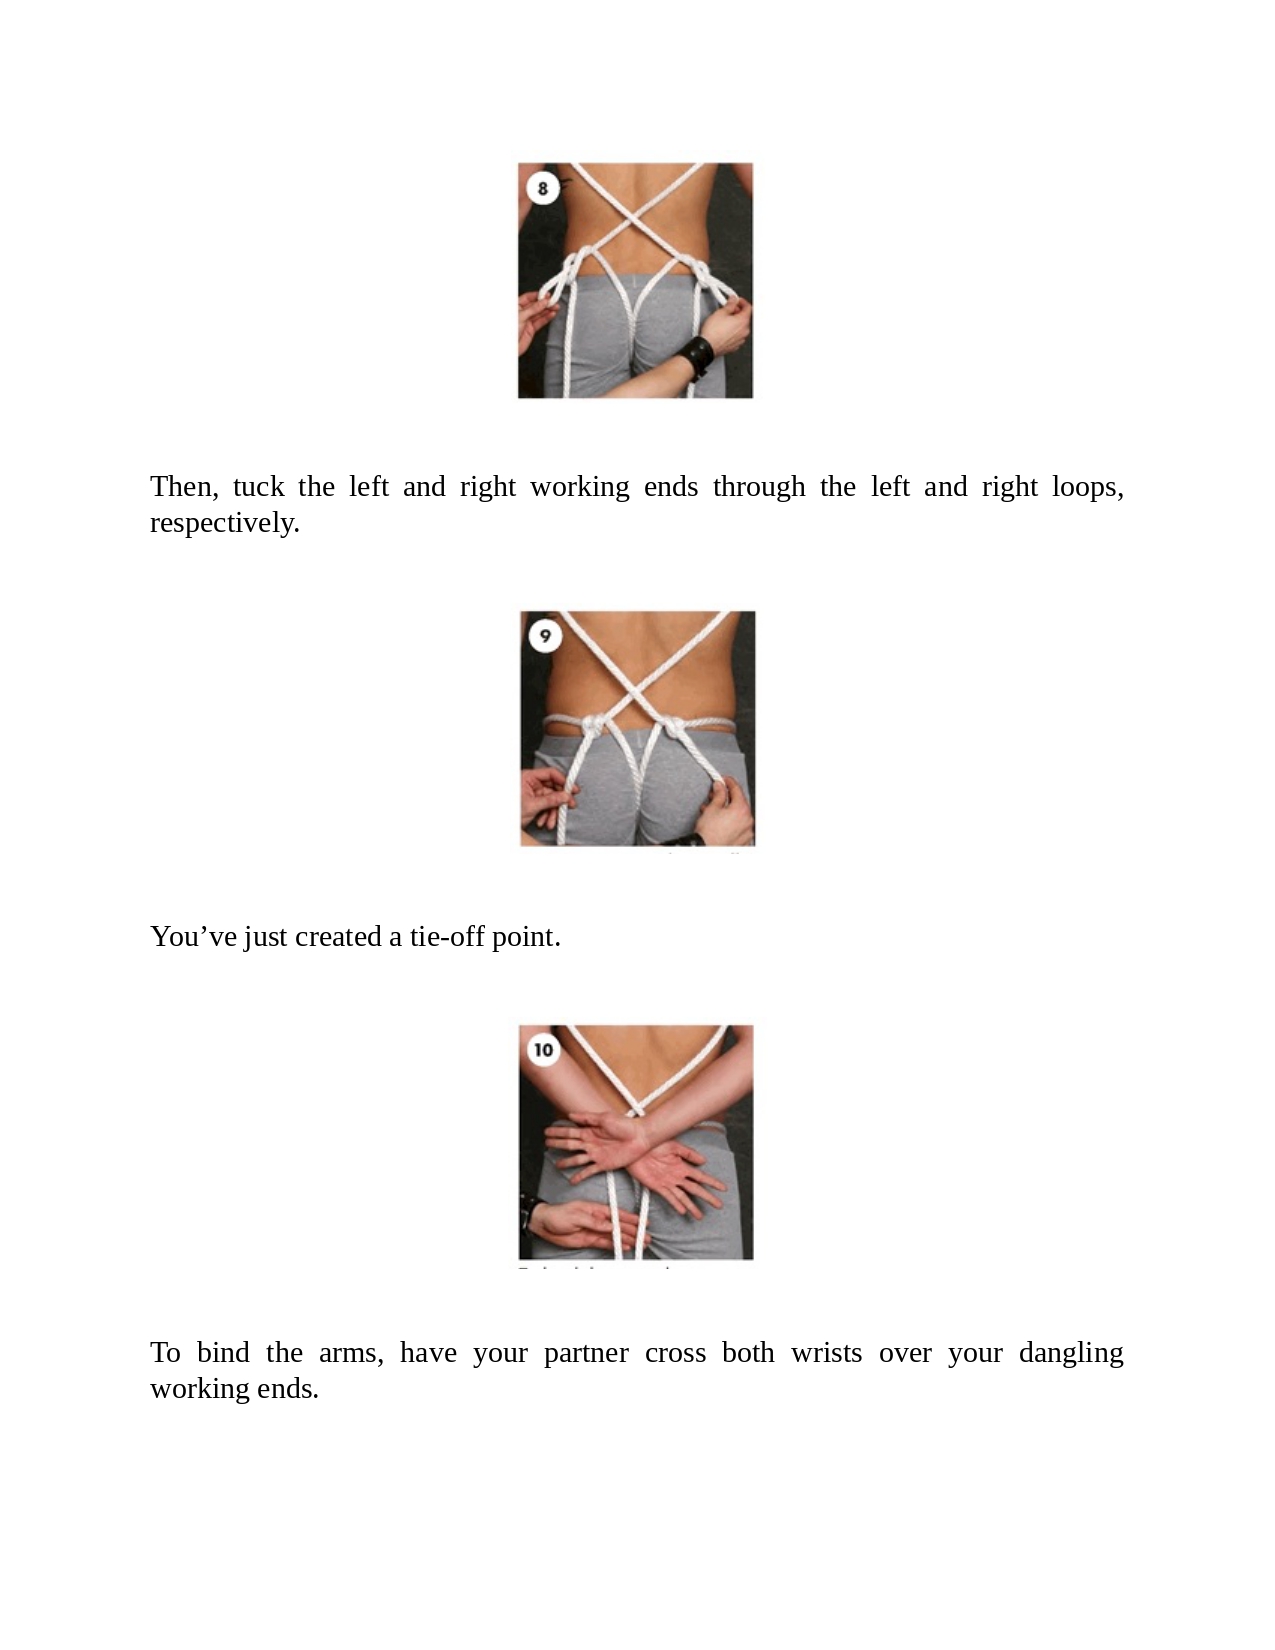 8
Then, tuck the left and right working ends through the left and right loops,
respectively.
9
You’ve just created a tie-off point.
10
To bind the arms, have your partner cross both wrists over your dangling
working ends.